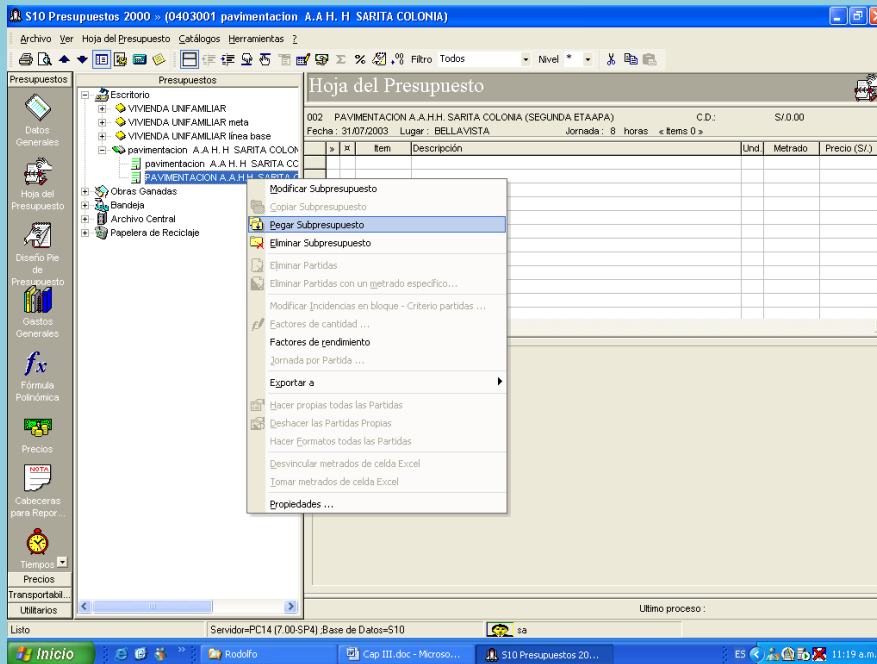 S10 Presupuestos 2000 » (0403001 pavimentacion A.A H. H SARITA COLONIA)
Archivo Ver Hoja del Presupuesto Catálogos Herramientas ?
Filtro Todos Nivel *
Presupuestos
Datos Generales
Hoja del Presupuesto
Diseño Pie de Presupuesto
Gastos Generales
fx
Fórmula Polinómica
Precios
NOTA
Cabeceras para Repor...
Tiempos
Precios
Transportabil...
Utilitarios
Presupuestos
Escritorio
VIVIENDA UNIFAMILIAR
VIVIENDA UNIFAMILIAR meta
VIVIENDA UNIFAMILIAR línea base
pavimentacion A.A H. H SARITA COLON
pavimentacion A.A H. H SARITA CC
PAVIMENTACION A.A.H.H. SARITA C
Obras Ganadas
Bandeja
Archivo Central
Papelera de Reciclaje
Hoja del Presupuesto
002 PAVIMENTACION A.A.H.H. SARITA COLONIA (SEGUNDA ETAAPA) C.D.: S/.0.00
Fecha : 31/07/2003 Lugar : BELLAVISTA Jornada : 8 horas « Items 0 »
» ¤ Item Descripción Und. Metrado Precio (S/.)
Modificar Subpresupuesto
Copiar Subpresupuesto
Pegar Subpresupuesto
Eliminar Subpresupuesto
Eliminar Partidas
Eliminar Partidas con un metrado específico...
Modificar Incidencias en bloque - Criterio partidas ...
Factores de cantidad ...
Factores de rendimiento
Jornada por Partida ...
Exportar a
Hacer propias todas las Partidas
Deshacer las Partidas Propias
Hacer Formatos todas las Partidas
Desvincular metrados de celda Excel
Tomar metrados de celda Excel
Propiedades ...
Ultimo proceso :
Listo Servidor=PC14 (7.00-SP4) ;Base de Datos=S10 sa
Inicio » Rodolfo Cap III.doc - Microso... S10 Presupuestos 20... ES 11:19 a.m.